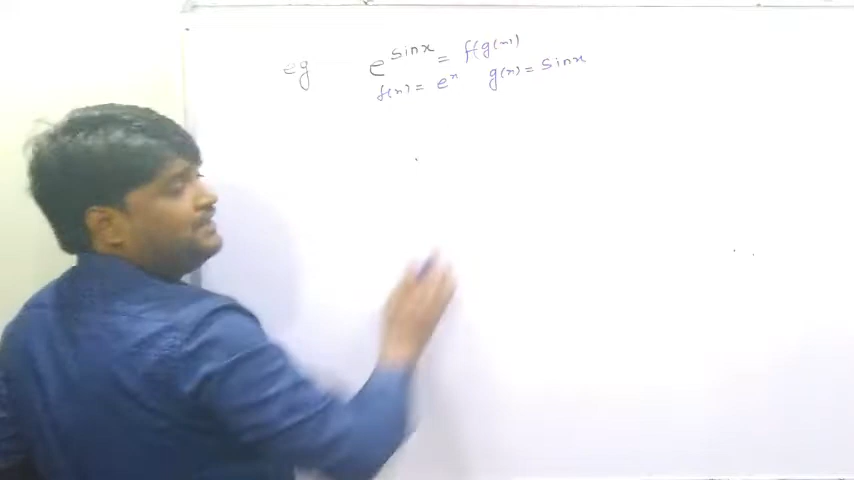 eg e^sinx = f(g(x))
f(x) = e^x g(x) = sinx